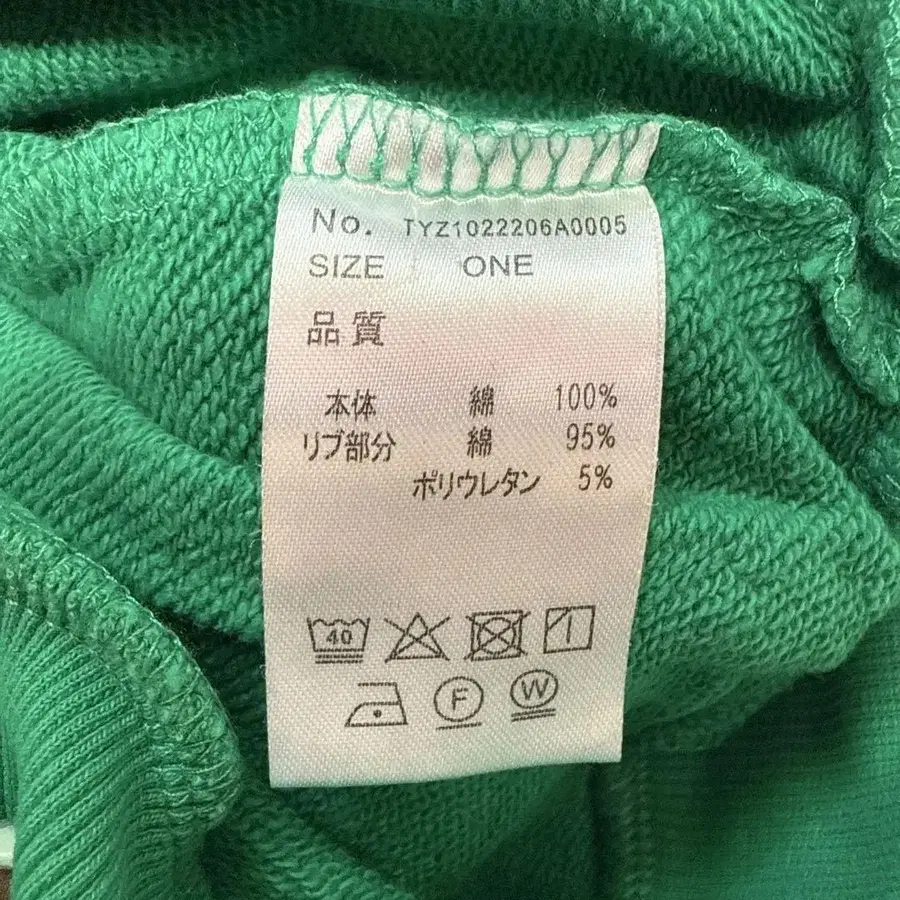 No. TYZ1022206A0005
SIZE ONE
品質
本体 綿 100%
リブ部分 綿 95%
ポリウレタン 5%
40
F W